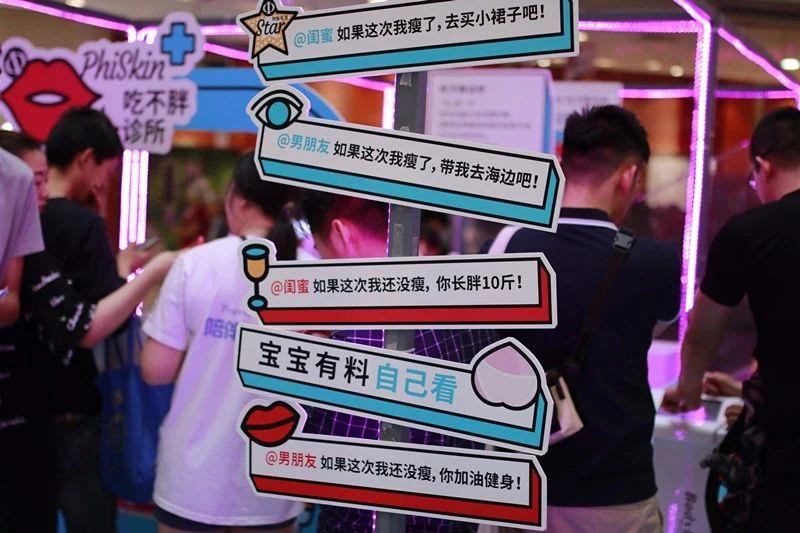 Star
@闺蜜 如果这次我瘦了，去买小裙子吧！
PhiSkin
吃不胖
诊所
@男朋友 如果这次我瘦了，带我去海边吧！
@闺蜜 如果这次我还没瘦，你长胖10斤！
陪伴
宝宝有料自己看
@男朋友 如果这次我还没瘦，你加油健身！